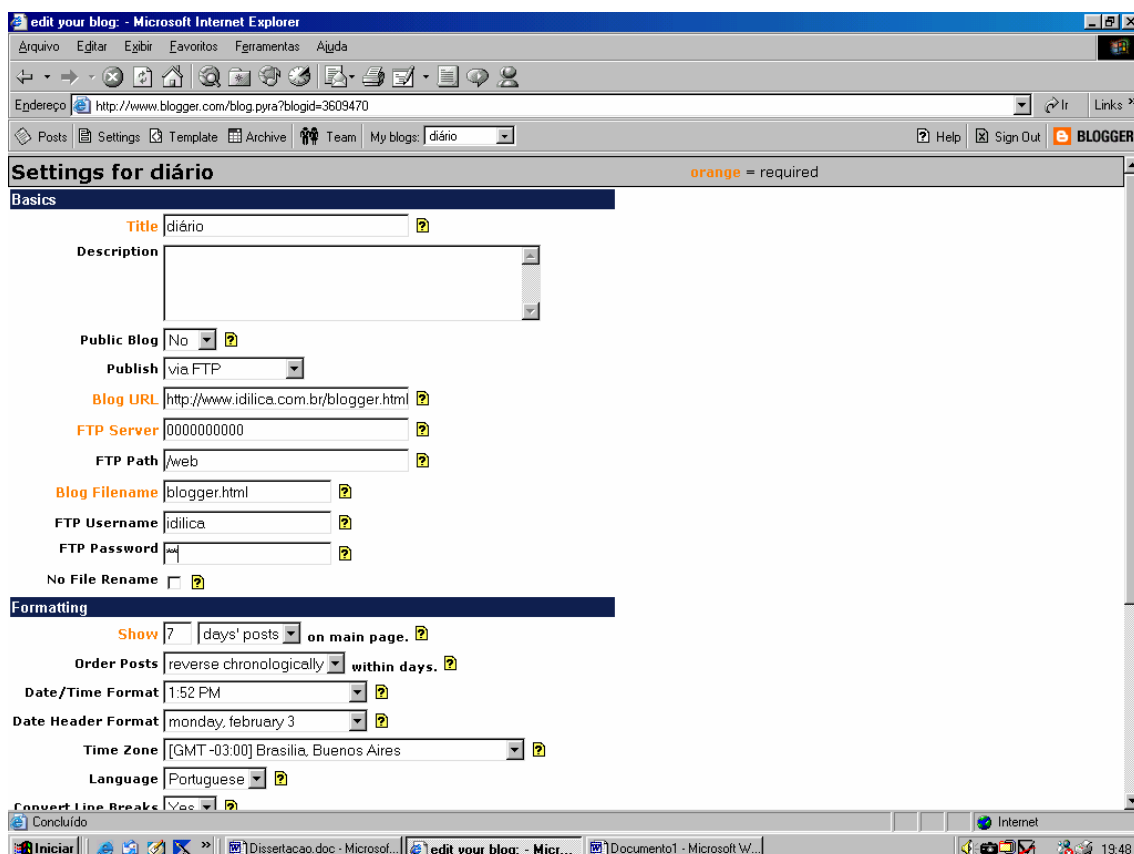 edit your blog: - Microsoft Internet Explorer
Arquivo Editar Exibir Favoritos Ferramentas Ajuda
Endereço http://www.blogger.com/blog.pyra?blogid=3609470 Ir Links »
Posts Settings Template Archive Team My blogs: diário Help Sign Out BLOGGER
Settings for diário orange = required
Basics
Title diário
Description
Public Blog No
Publish via FTP
Blog URL http://www.idilica.com.br/blogger.html
FTP Server 0000000000
FTP Path /web
Blog Filename blogger.html
FTP Username idilica
FTP Password **
No File Rename
Formatting
Show 7 days' posts on main page.
Order Posts reverse chronologically within days.
Date/Time Format 1:52 PM
Date Header Format monday, february 3
Time Zone [GMT -03:00] Brasilia, Buenos Aires
Language Portuguese
Convert Line Breaks Yes
Concluído Internet
Iniciar » Dissertacao.doc - Microsof... edit your blog: - Micr... Documento1 - Microsoft W... 19:48